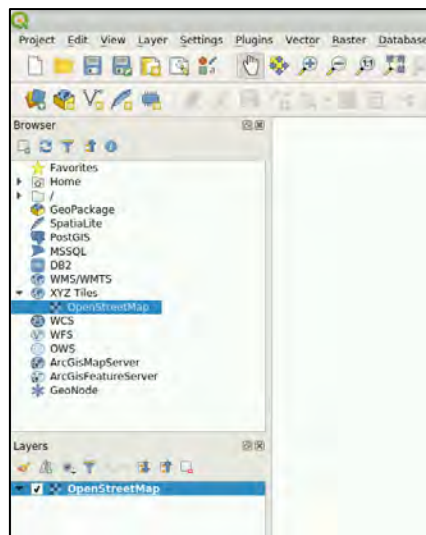 Project Edit View Layer Settings Plugins Vector Raster Database
Browser
Favorites
Home
/
GeoPackage
SpatiaLite
PostGIS
MSSQL
DB2
WMS/WMTS
XYZ Tiles
OpenStreetMap
WCS
WFS
OWS
ArcGisMapServer
ArcGisFeatureServer
GeoNode
Layers
OpenStreetMap